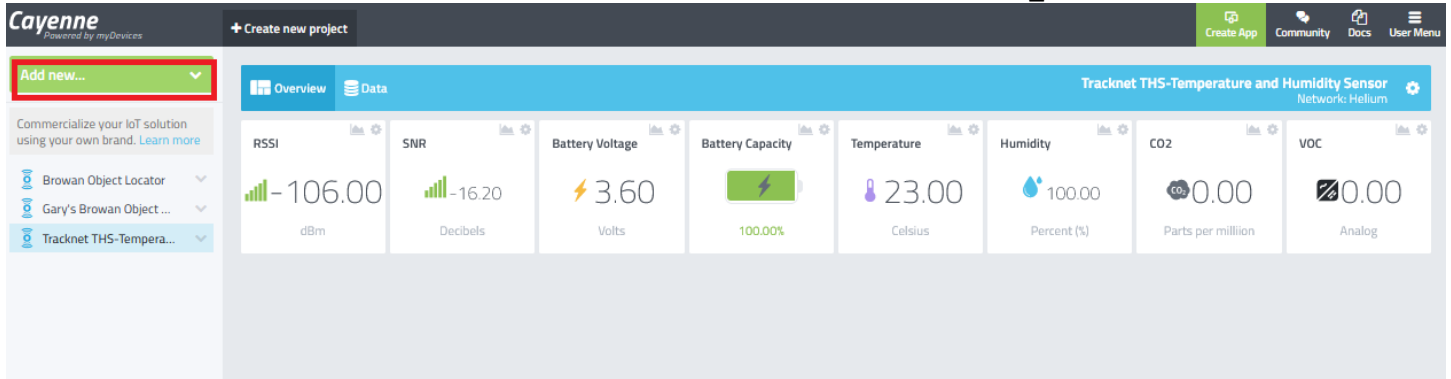 Cayenne
Powered by myDevices
+ Create new project
Create App
Community
Docs
User Menu
Add new...
Commercialize your IoT solution
using your own brand. Learn more
Browan Object Locator
Gary's Browan Object ...
Tracknet THS-Tempera...
Overview
Data
Tracknet THS-Temperature and Humidity Sensor
Network: Helium
RSSI
-106.00
dBm
SNR
-16.20
Decibels
Battery Voltage
3.60
Volts
Battery Capacity
100.00%
Temperature
23.00
Celsius
Humidity
100.00
Percent (%)
CO2
CO₂
0.00
Parts per milliion
VOC
0.00
Analog